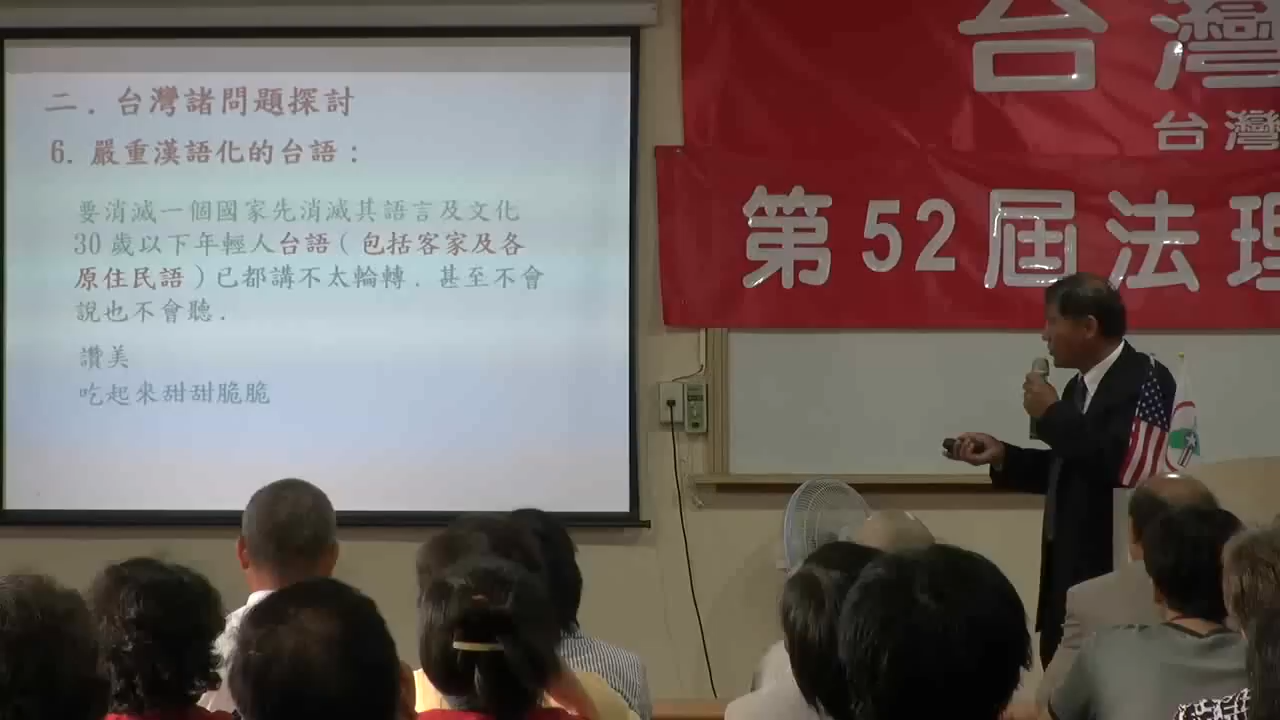 二．台灣諸問題探討
6. 嚴重漢語化的台語：
要消滅一個國家先消滅其語言及文化
30 歲以下年輕人台語（包括客家及各
原住民語）已都講不太輪轉．甚至不會
說也不會聽．
讚美
吃起來甜甜脆脆
台灣
台灣
第52屆法理